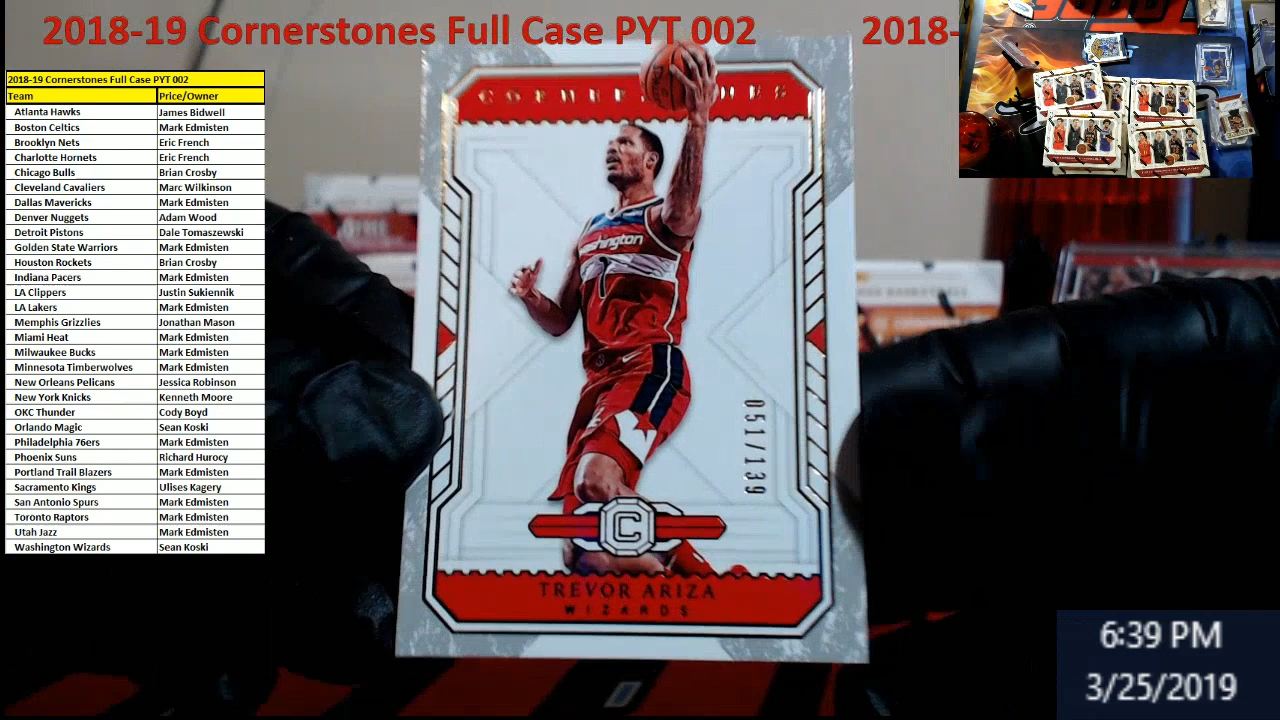 2018-19 Cornerstones Full Case PYT 002
2018-
2018-19 Cornerstones Full Case PYT 002
Team Price/Owner
Atlanta Hawks James Bidwell
Boston Celtics Mark Edmisten
Brooklyn Nets Eric French
Charlotte Hornets Eric French
Chicago Bulls Brian Crosby
Cleveland Cavaliers Marc Wilkinson
Dallas Mavericks Mark Edmisten
Denver Nuggets Adam Wood
Detroit Pistons Dale Tomaszewski
Golden State Warriors Mark Edmisten
Houston Rockets Brian Crosby
Indiana Pacers Mark Edmisten
LA Clippers Justin Sukiennik
LA Lakers Mark Edmisten
Memphis Grizzlies Jonathan Mason
Miami Heat Mark Edmisten
Milwaukee Bucks Mark Edmisten
Minnesota Timberwolves Mark Edmisten
New Orleans Pelicans Jessica Robinson
New York Knicks Kenneth Moore
OKC Thunder Cody Boyd
Orlando Magic Sean Koski
Philadelphia 76ers Mark Edmisten
Phoenix Suns Richard Hurocy
Portland Trail Blazers Mark Edmisten
Sacramento Kings Ulises Kagery
San Antonio Spurs Mark Edmisten
Toronto Raptors Mark Edmisten
Utah Jazz Mark Edmisten
Washington Wizards Sean Koski
Washington
1
051/139
C
TREVOR ARIZA
WIZARDS
6:39 PM
3/25/2019